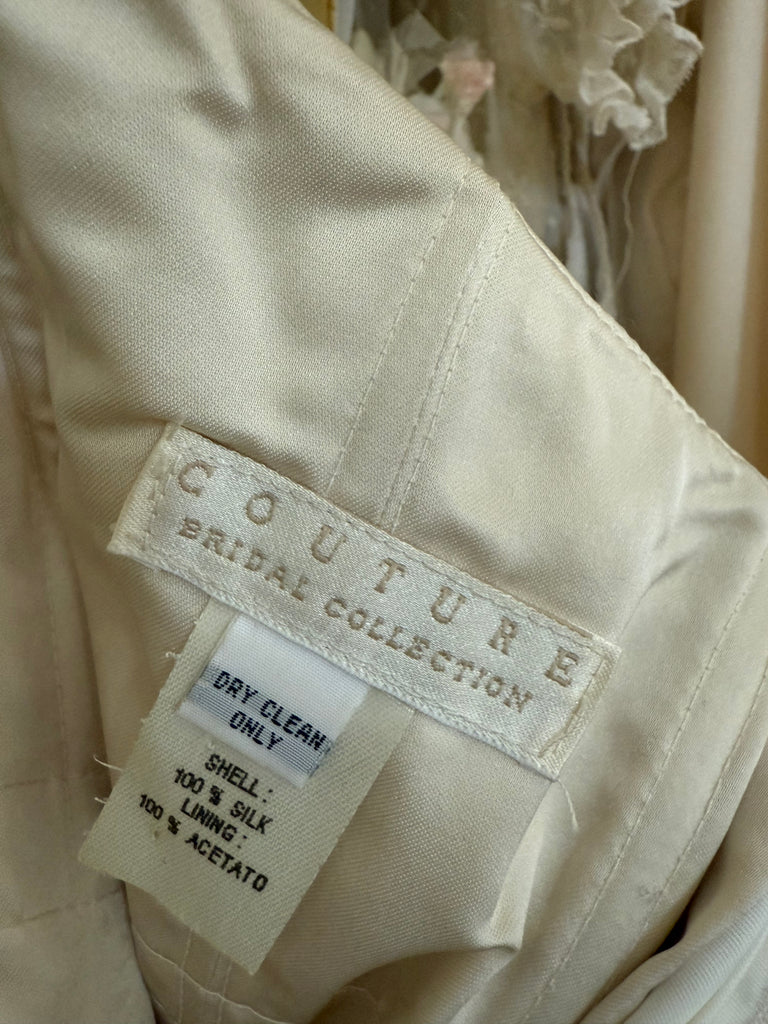 COUTURE
BRIDAL COLLECTION
DRY CLEAN
ONLY
SHELL:
100 % SILK
LINING:
100 % ACETATO